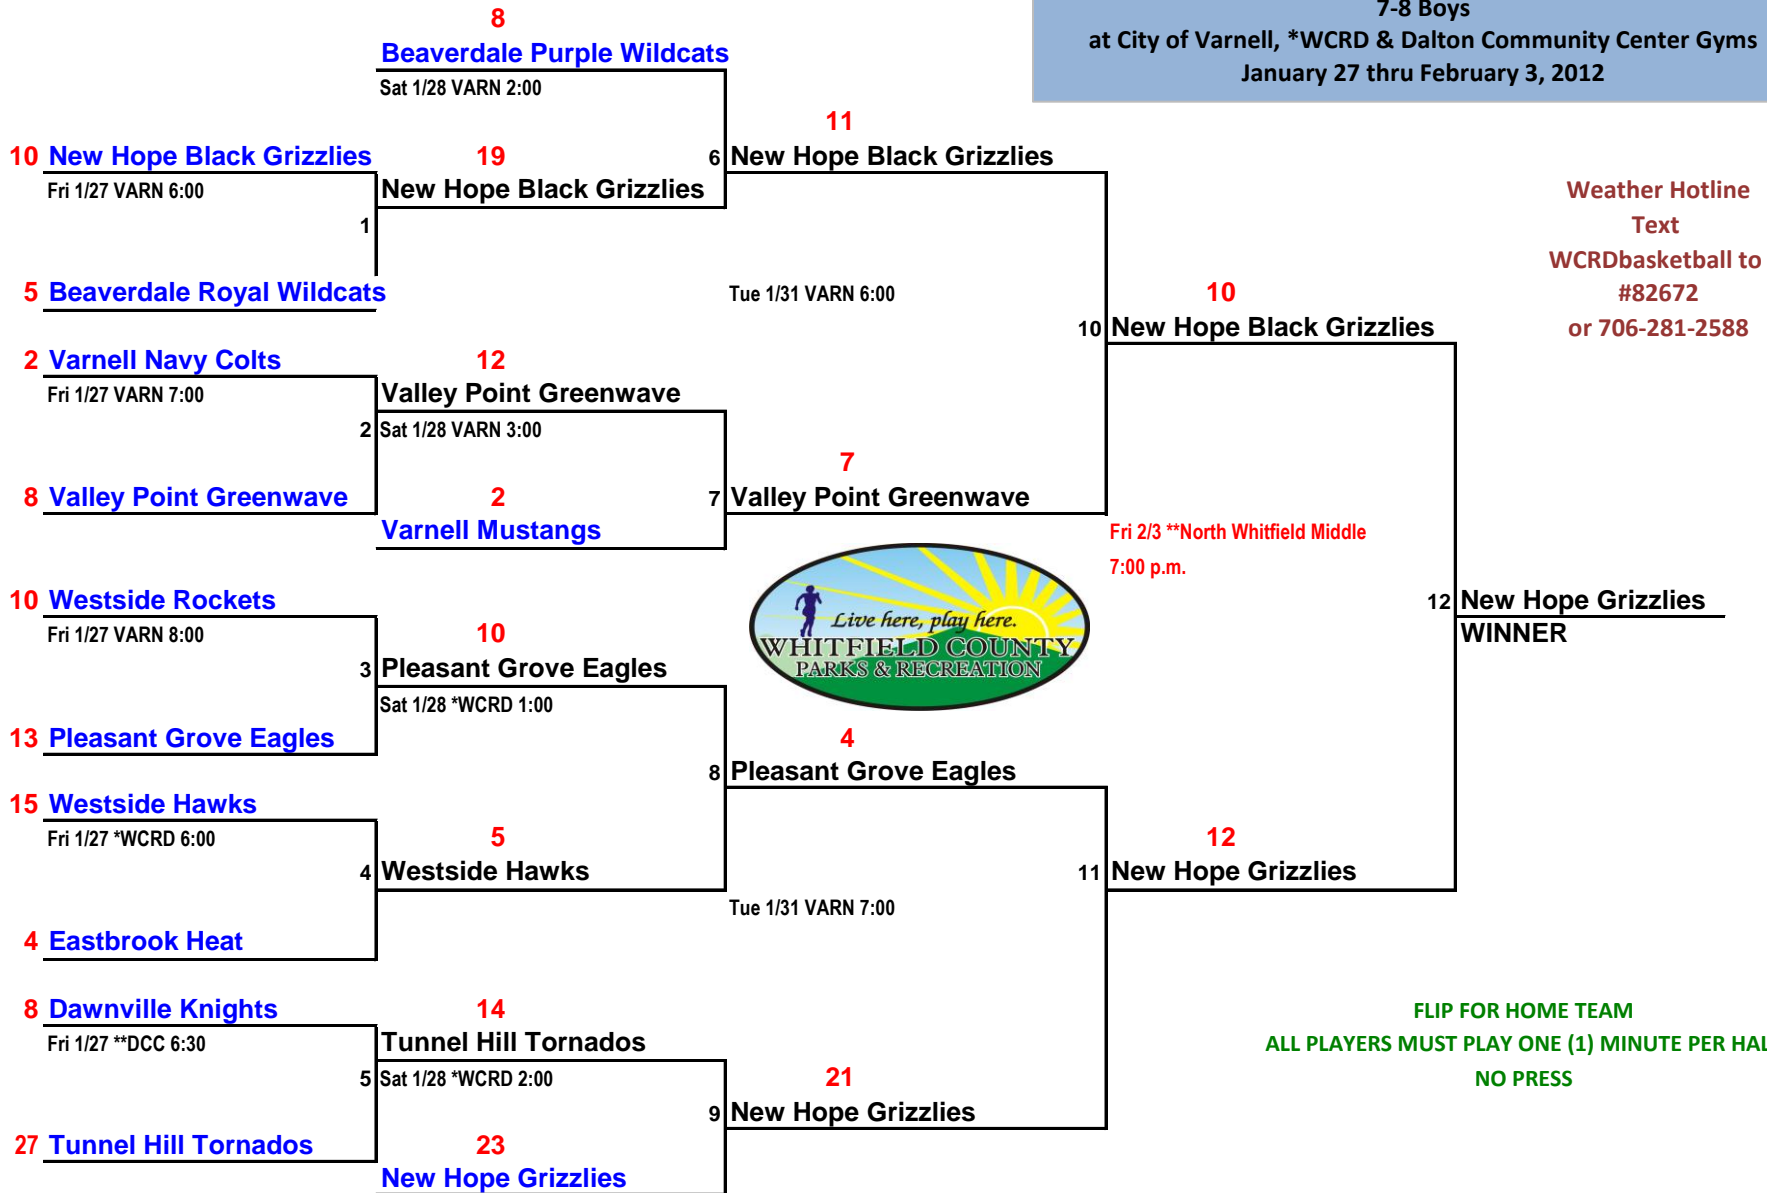 7-8 Boys
at City of Varnell, *WCRD & Dalton Community Center Gyms
January 27 thru February 3, 2012
8
Beaverdale Purple Wildcats
Sat 1/28 VARN 2:00
11
10 New Hope Black Grizzlies
19
6 New Hope Black Grizzlies
Fri 1/27 VARN 6:00
New Hope Black Grizzlies
1
Weather Hotline
Text
WCRDbasketball to
#82672
or 706-281-2588
5 Beaverdale Royal Wildcats
Tue 1/31 VARN 6:00
10
10 New Hope Black Grizzlies
2 Varnell Navy Colts
12
Fri 1/27 VARN 7:00
Valley Point Greenwave
2 Sat 1/28 VARN 3:00
7
8 Valley Point Greenwave
2
7 Valley Point Greenwave
Varnell Mustangs
Fri 2/3 **North Whitfield Middle
7:00 p.m.
Live here, play here.
WHITFIELD COUNTY
PARKS & RECREATION
10 Westside Rockets
12 New Hope Grizzlies
WINNER
Fri 1/27 VARN 8:00
10
3 Pleasant Grove Eagles
Sat 1/28 *WCRD 1:00
13 Pleasant Grove Eagles
4
8 Pleasant Grove Eagles
15 Westside Hawks
Fri 1/27 *WCRD 6:00
5
12
4 Westside Hawks
11 New Hope Grizzlies
Tue 1/31 VARN 7:00
4 Eastbrook Heat
8 Dawnville Knights
14
Fri 1/27 **DCC 6:30
Tunnel Hill Tornados
5 Sat 1/28 *WCRD 2:00
21
9 New Hope Grizzlies
27 Tunnel Hill Tornados
23
New Hope Grizzlies
FLIP FOR HOME TEAM
ALL PLAYERS MUST PLAY ONE (1) MINUTE PER HAL
NO PRESS